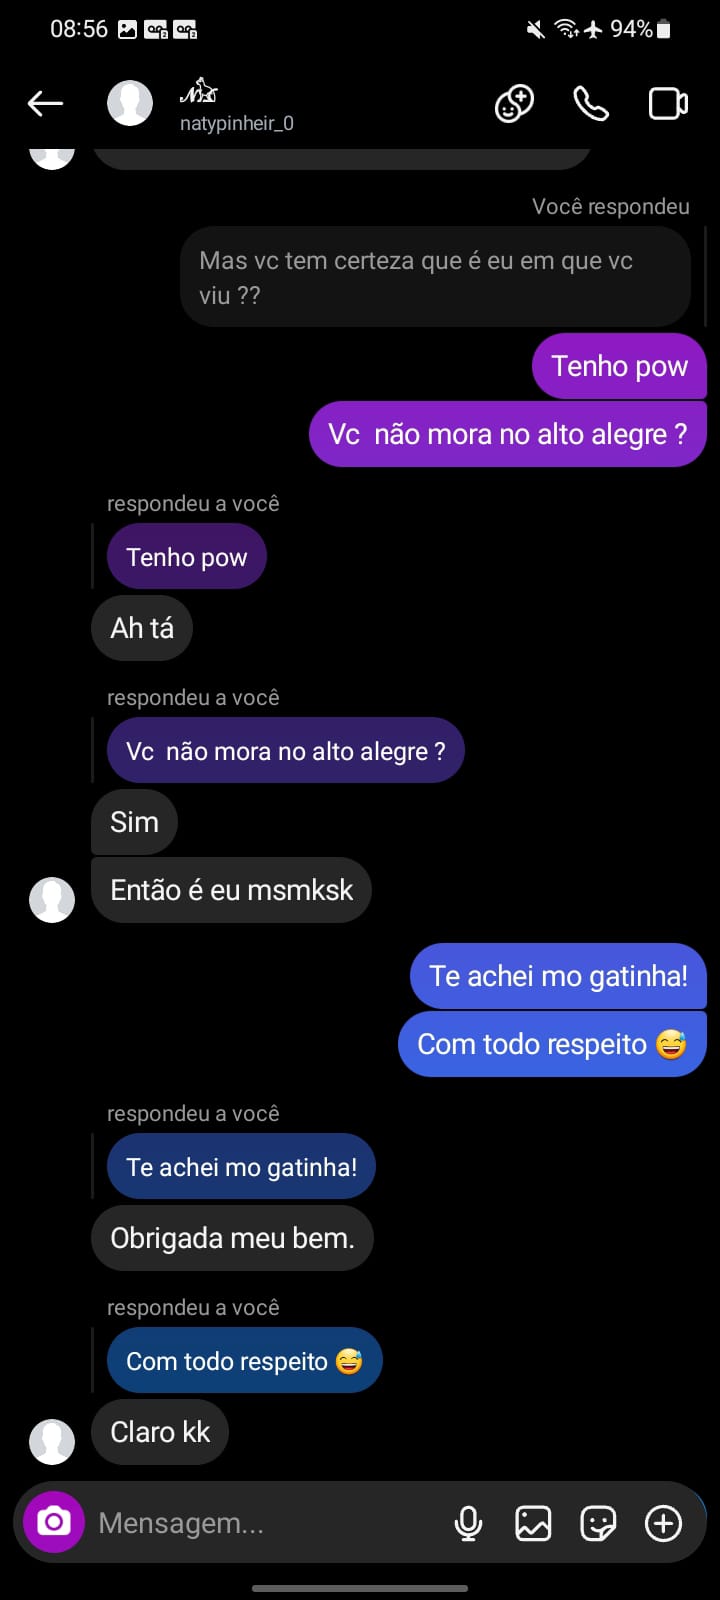 08:56
94%
natypinheir_0
Você respondeu
Mas vc tem certeza que é eu em que vc
viu ??
Tenho pow
Vc não mora no alto alegre ?
respondeu a você
Tenho pow
Ah tá
respondeu a você
Vc não mora no alto alegre ?
Sim
Então é eu msmksk
Te achei mo gatinha!
Com todo respeito 😅
respondeu a você
Te achei mo gatinha!
Obrigada meu bem.
respondeu a você
Com todo respeito 😅
Claro kk
Mensagem...